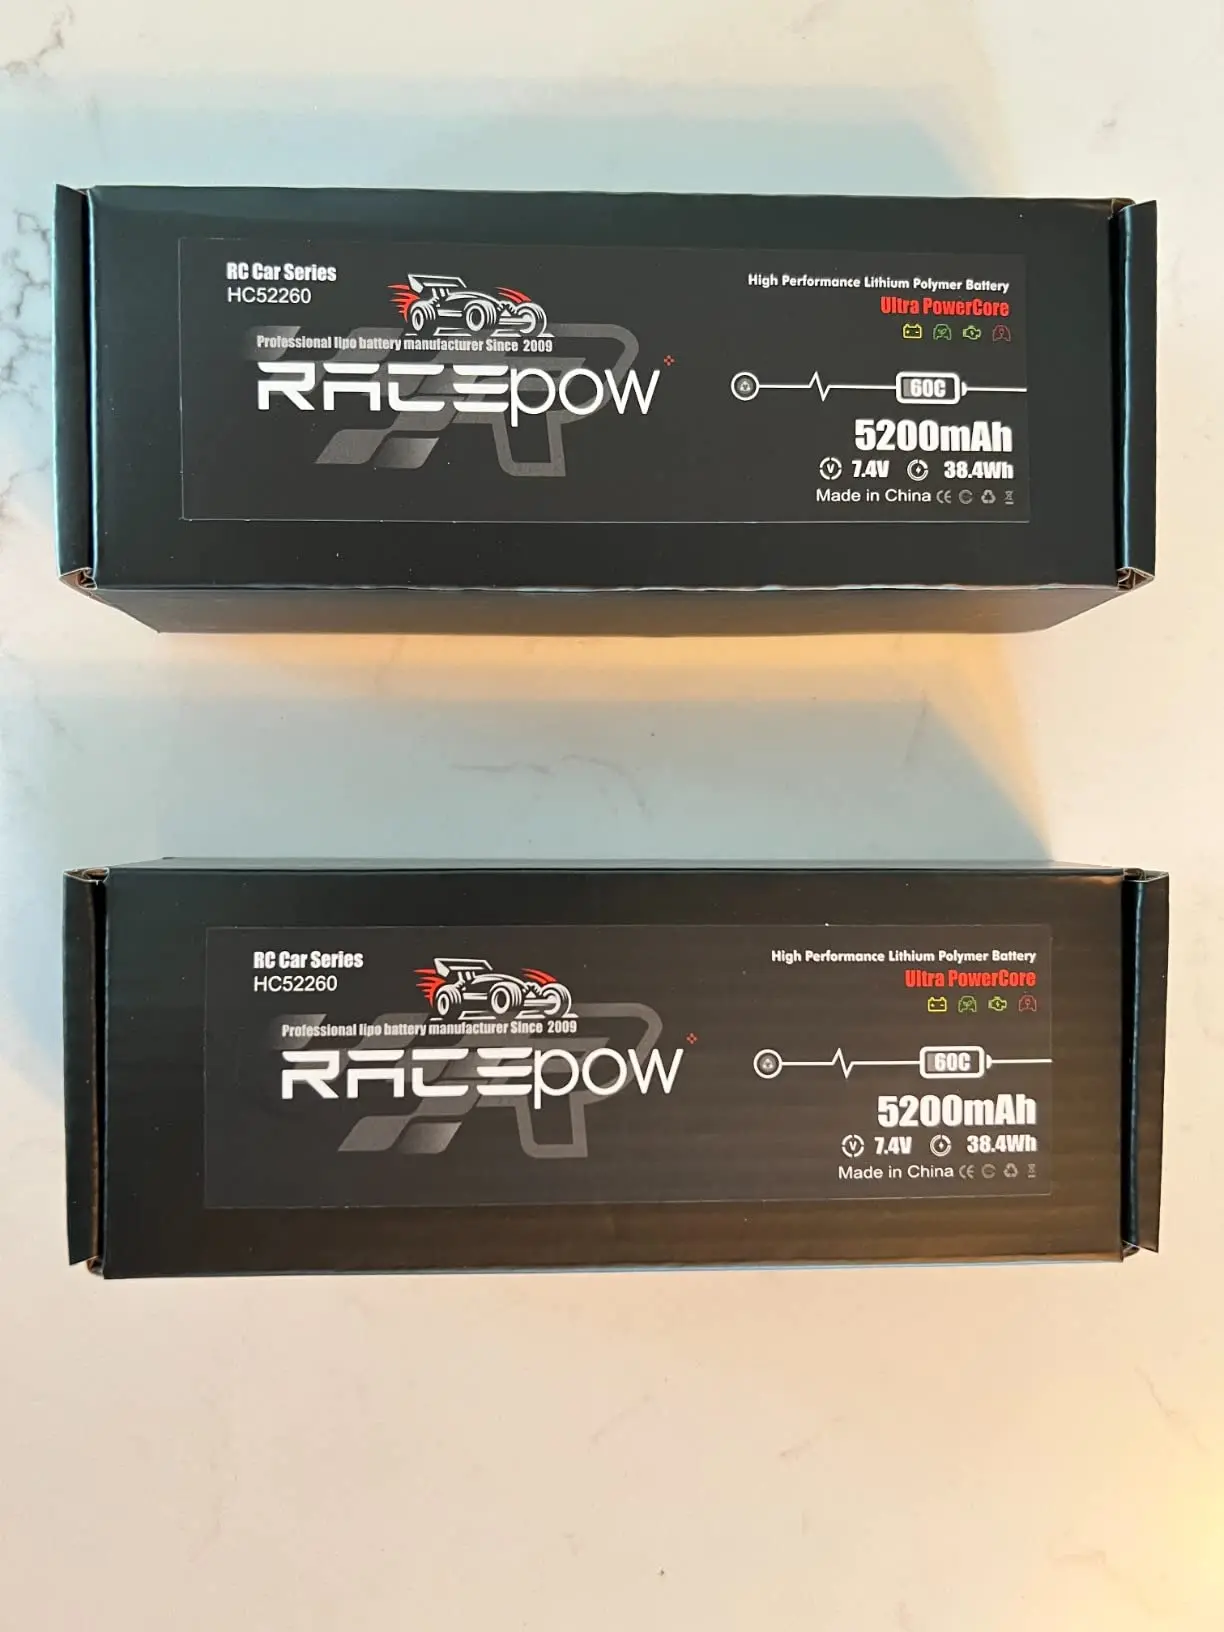 RC Car Series
HC52260
Professional lipo battery manufacturer Since 2009
RACEpow
High Performance Lithium Polymer Battery
Ultra PowerCore
60C
5200mAh
V 7.4V 38.4Wh
Made in China CE
RC Car Series
HC52260
Professional lipo battery manufacturer Since 2009
RACEpow
High Performance Lithium Polymer Battery
Ultra PowerCore
60C
5200mAh
V 7.4V 38.4Wh
Made in China CE